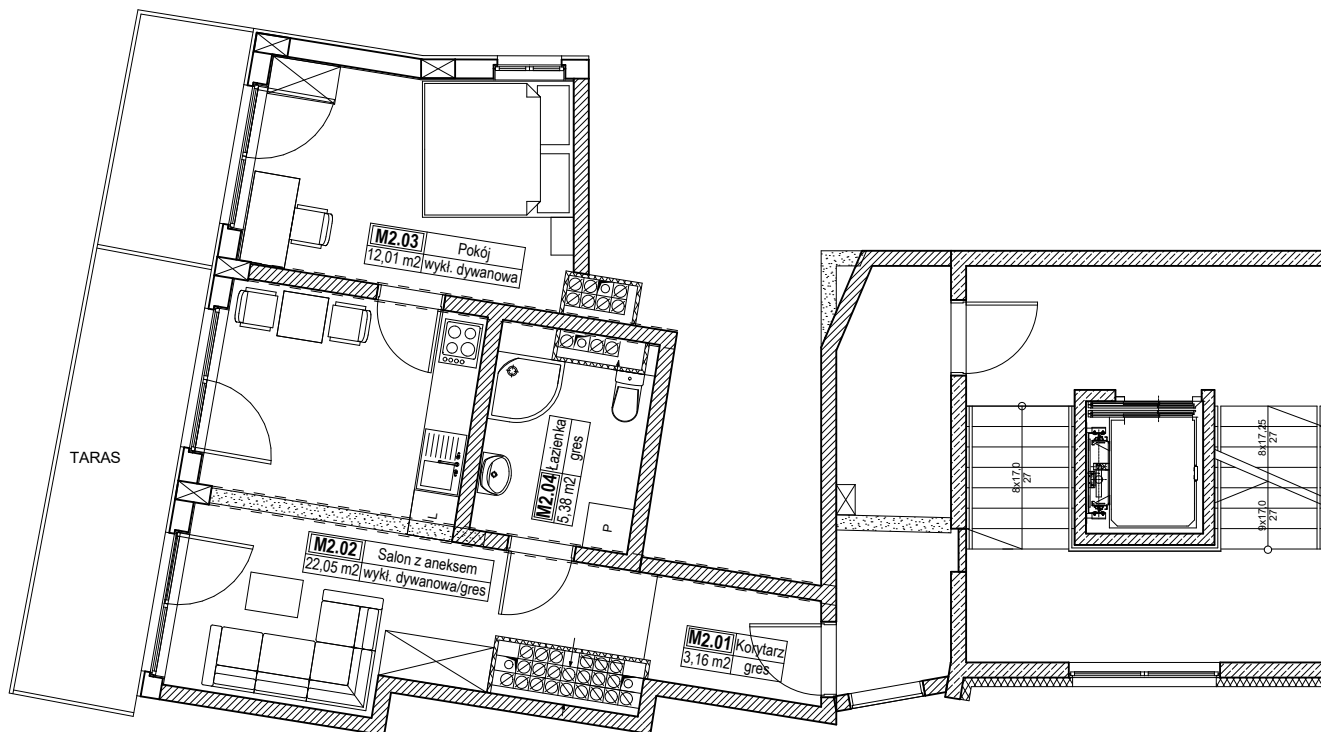 M2.03 Pokój
12,01 m2 wykł. dywanowa
TARAS
M2.04 Łazienka
5,38 m2 gres
L
P
M2.02 Salon z aneksem
22,05 m2 wykł. dywanowa/gres
M2.01 Korytarz
3,16 m2 gres
8x17,0
27
8x17,25
27
9x17,0
27